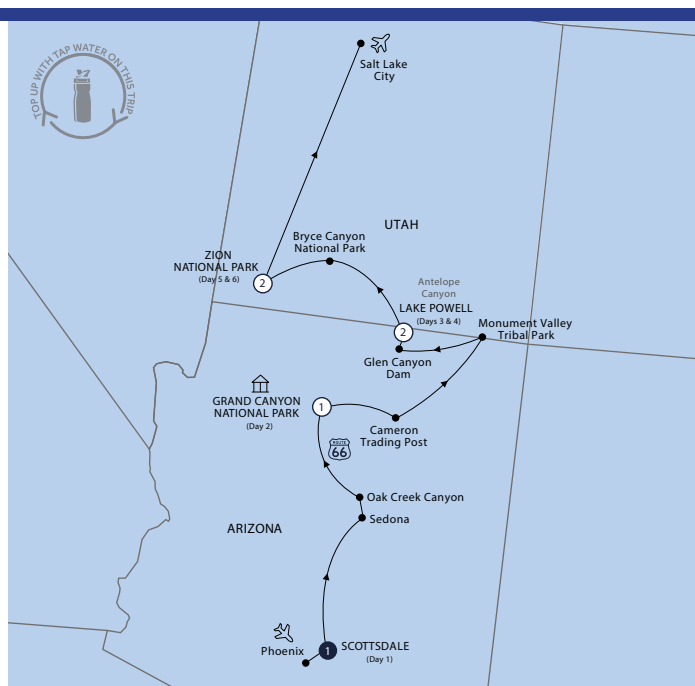 TOP UP WITH TAP WATER ON THIS TRIP
Salt Lake
City
UTAH
Bryce Canyon
National Park
ZION
NATIONAL PARK
(Day 5 & 6)
2
Antelope
Canyon
LAKE POWELL
(Days 3 & 4)
2
Monument Valley
Tribal Park
Glen Canyon
Dam
GRAND CANYON
NATIONAL PARK
(Day 2)
1
Cameron
Trading Post
ROUTE
66
Oak Creek Canyon
Sedona
ARIZONA
Phoenix
1
SCOTTSDALE
(Day 1)